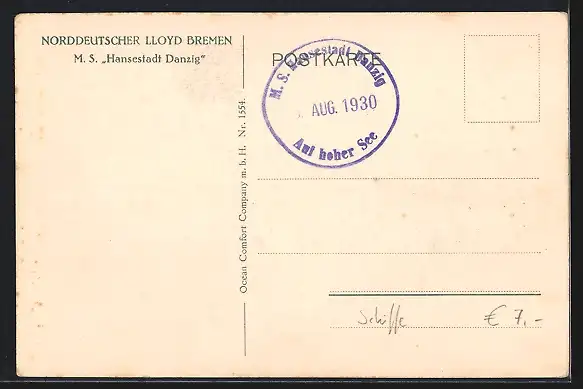 NORDDEUTSCHER LLOYD BREMEN
M. S. „Hansestadt Danzig“
POSTKARTE
M. S. Hansestadt Danzig
AUG. 1930
Auf hoher See
Ocean Comfort Company m. b. H. Nr. 1554.
Schiffe
€ 7,-